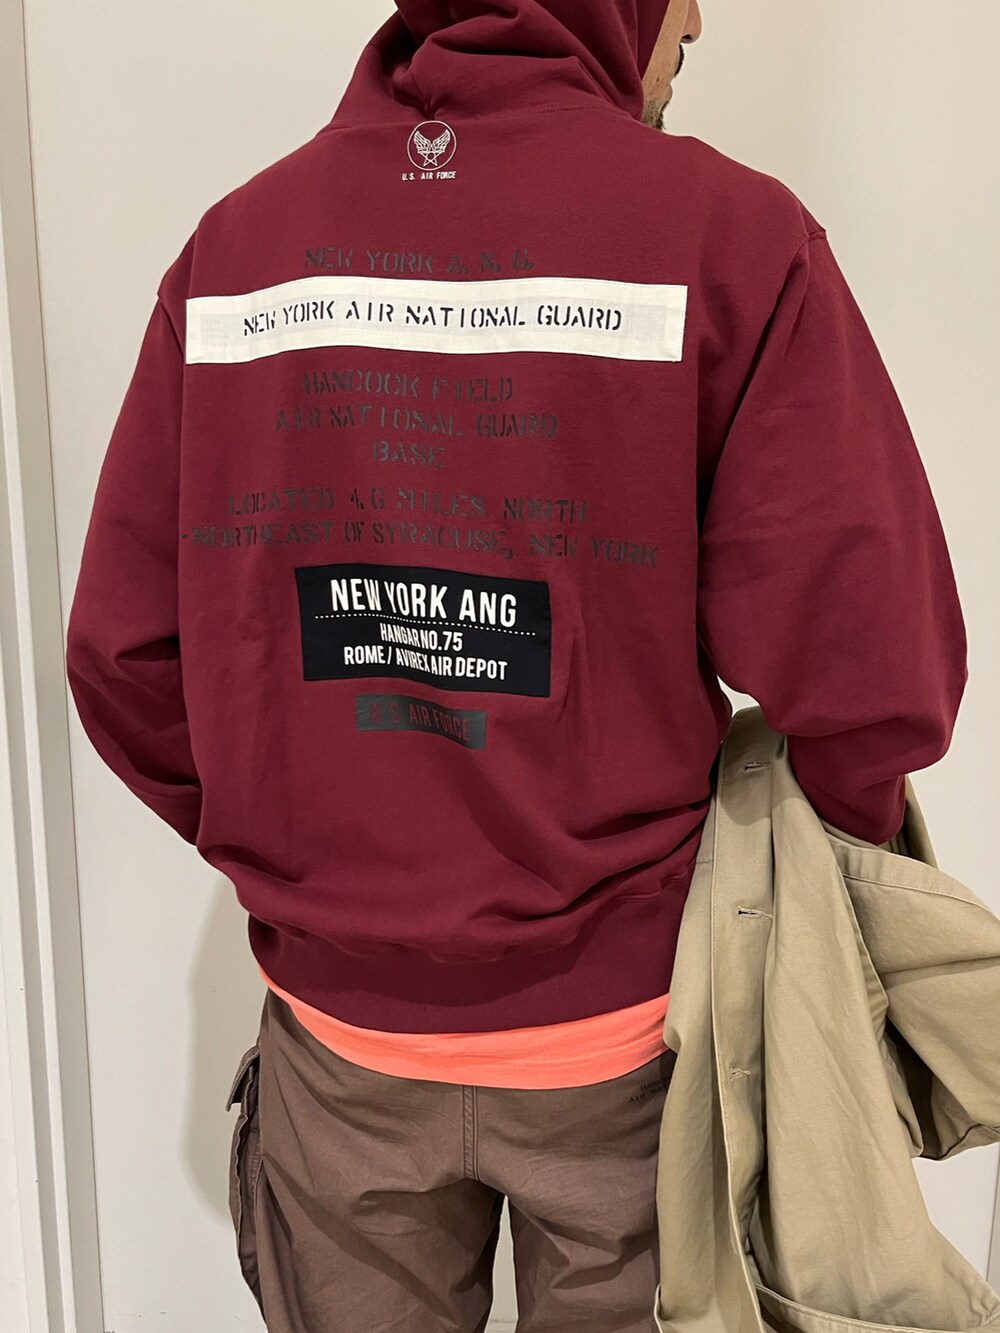 U.S. AIR FORCE
NEW YORK A. N. G.
NEW YORK AIR NATIONAL GUARD
HANCOCK FIELD
AIR NATIONAL GUARD
BASE
LOCATED 4.6 MILES NORTH
-NORTHEAST OF SYRACUSE, NEW YORK
NEW YORK ANG
HANGAR NO.75
ROME / AVIREX AIR DEPOT
U.S. AIR FORCE